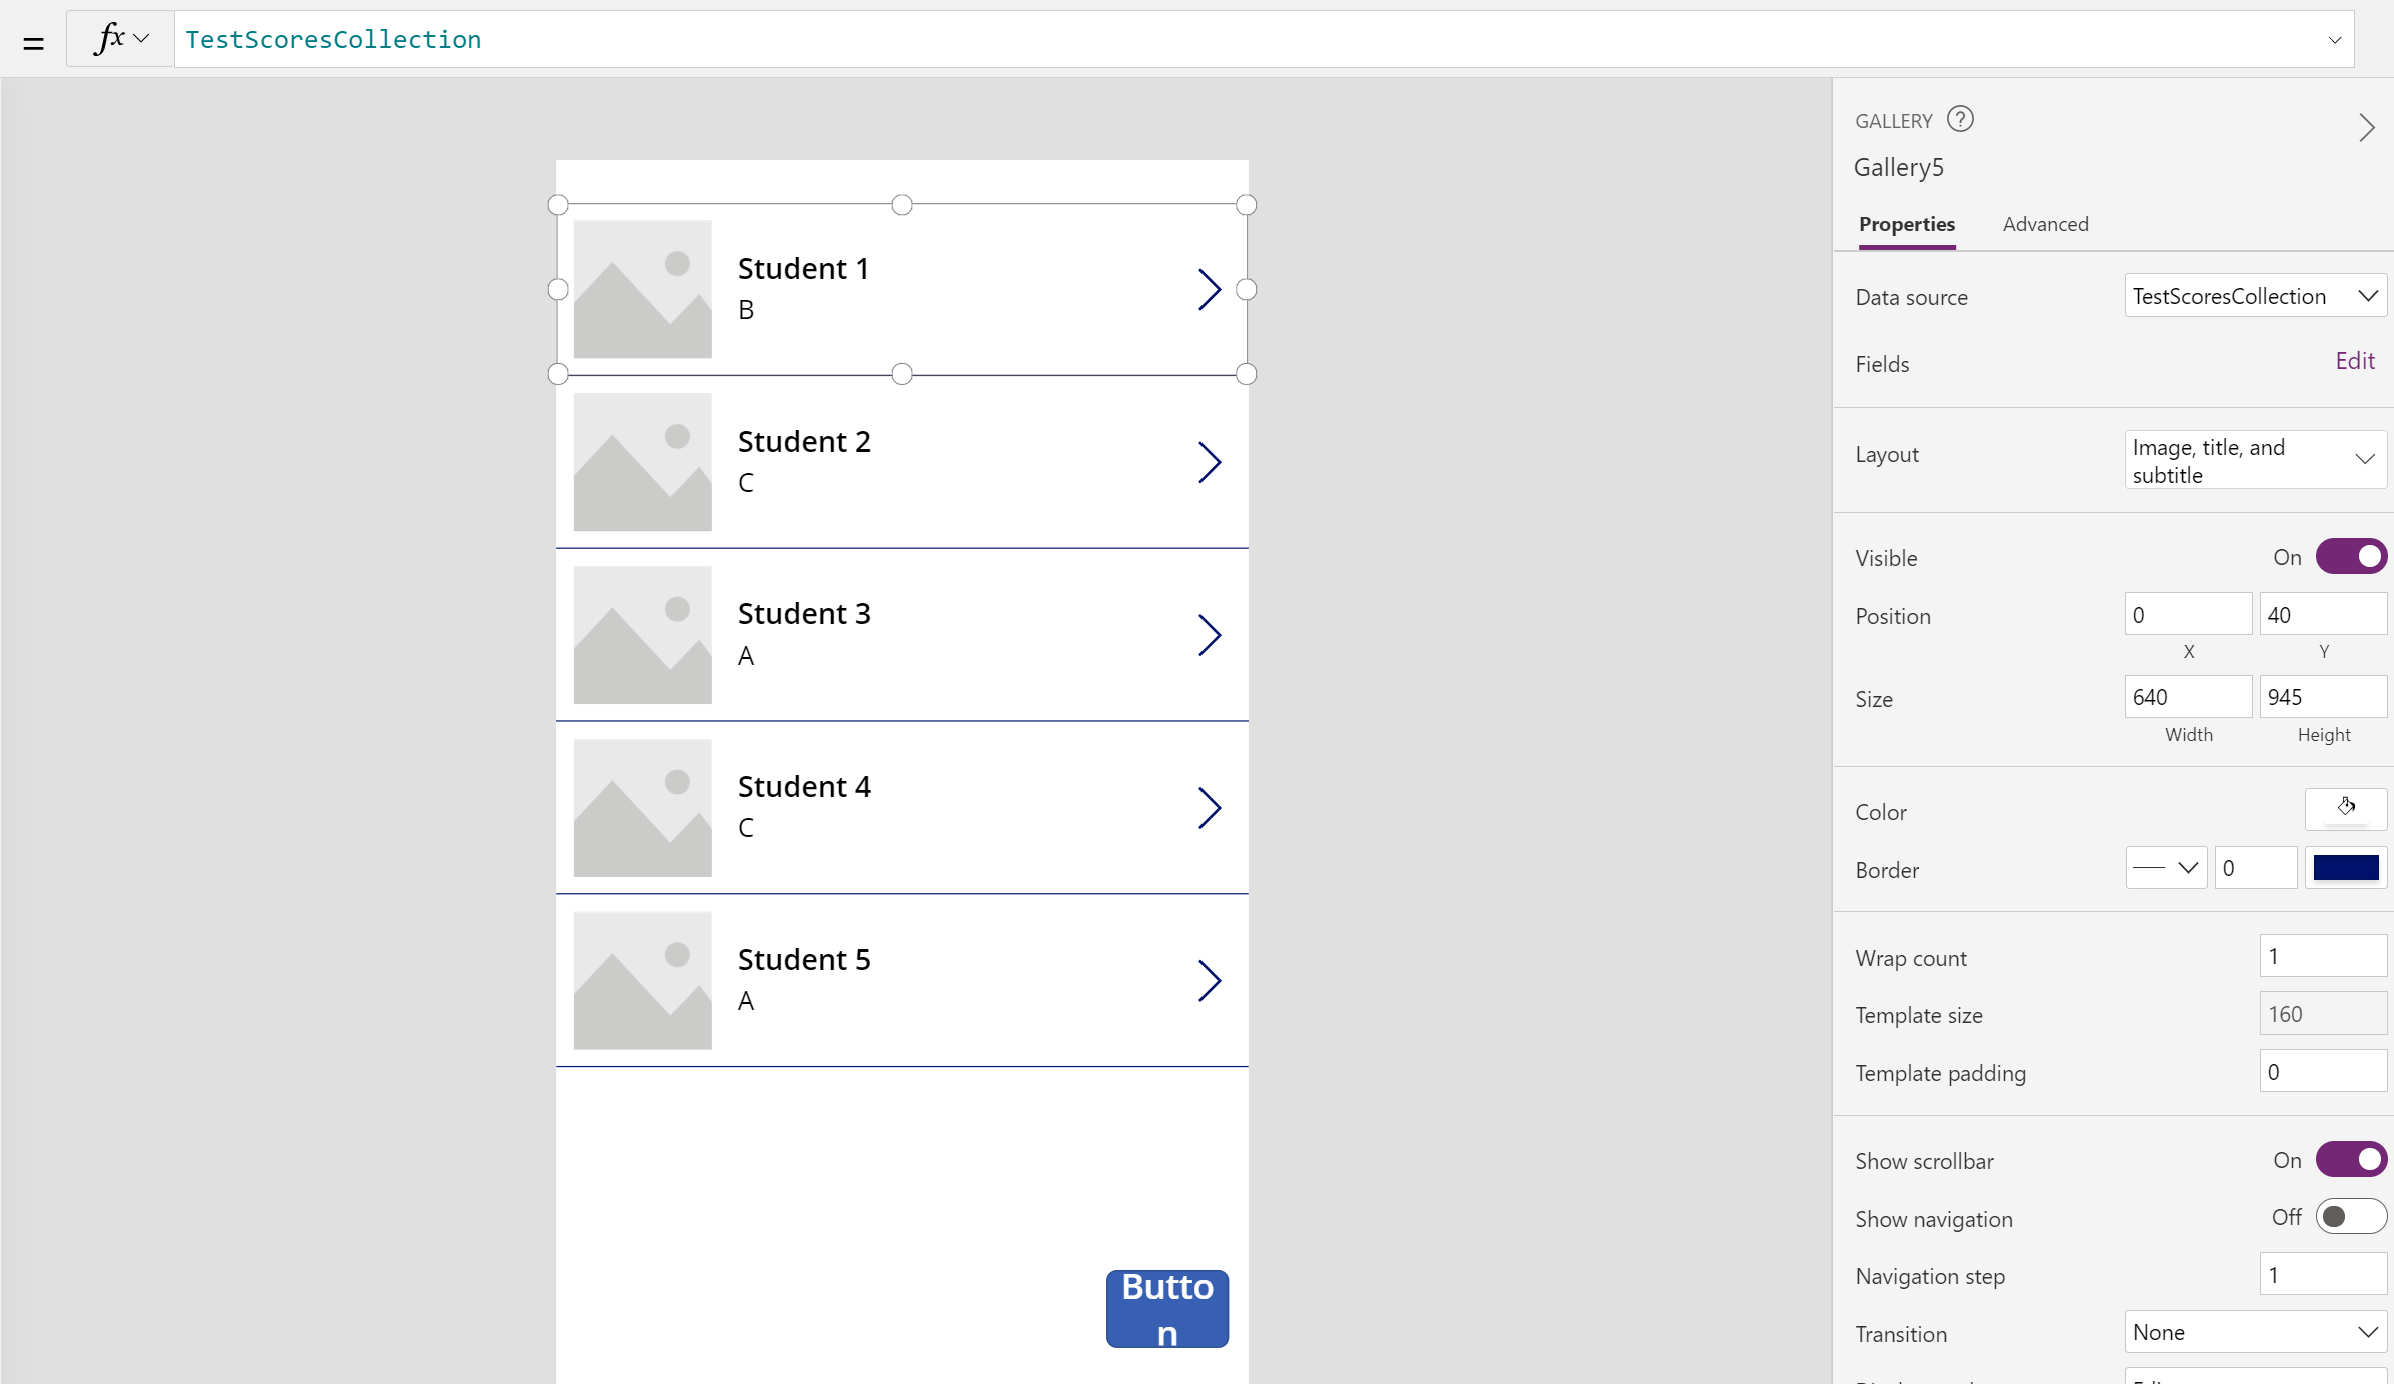 = fx TestScoresCollection
GALLERY ?
Gallery5
Properties Advanced
Data source TestScoresCollection
Fields Edit
Layout Image, title, and
subtitle
Visible On
Position 0 40
X Y
Size 640 945
Width Height
Color
Border 0
Wrap count 1
Template size 160
Template padding 0
Show scrollbar On
Show navigation Off
Navigation step 1
Transition None
Student 1
B
Student 2
C
Student 3
A
Student 4
C
Student 5
A
Butto
n